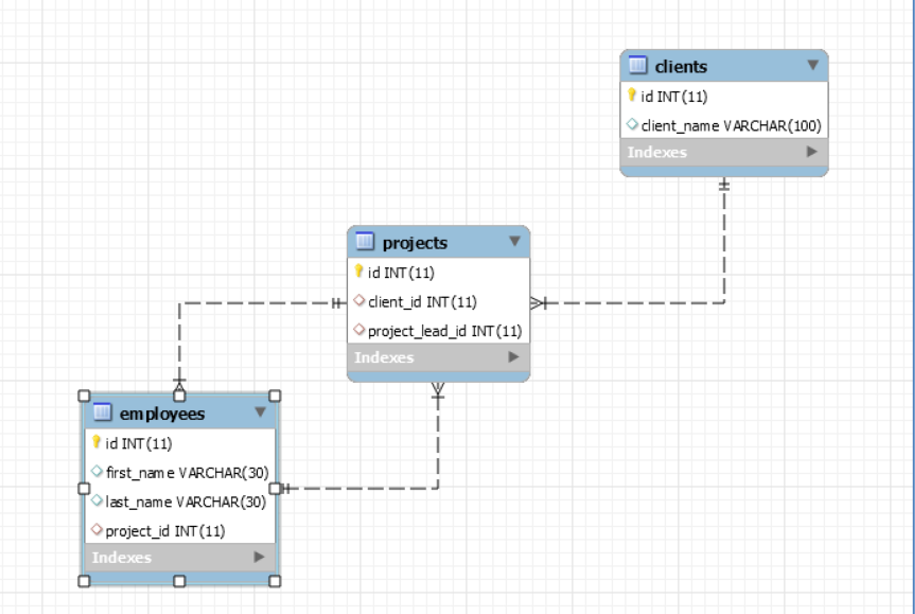 clients
id INT(11)
client_name VARCHAR(100)
Indexes
projects
id INT(11)
client_id INT(11)
project_lead_id INT(11)
Indexes
employees
id INT(11)
first_name VARCHAR(30)
last_name VARCHAR(30)
project_id INT(11)
Indexes